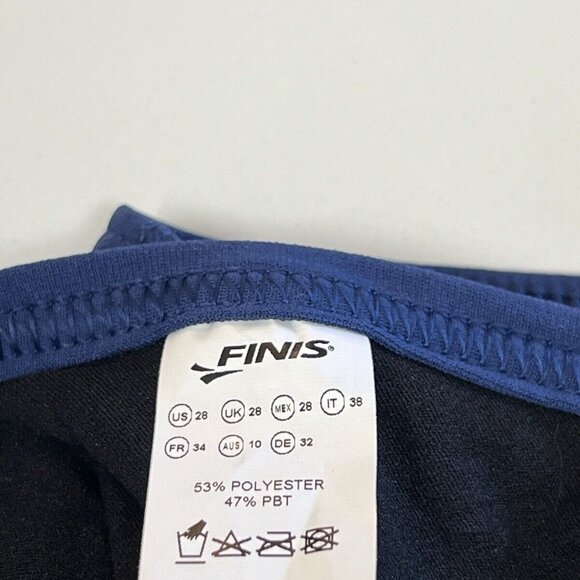 FINIS®
US 28 UK 28 MEX 28 IT 38
FR 34 AUS 10 DE 32
53% POLYESTER
47% PBT